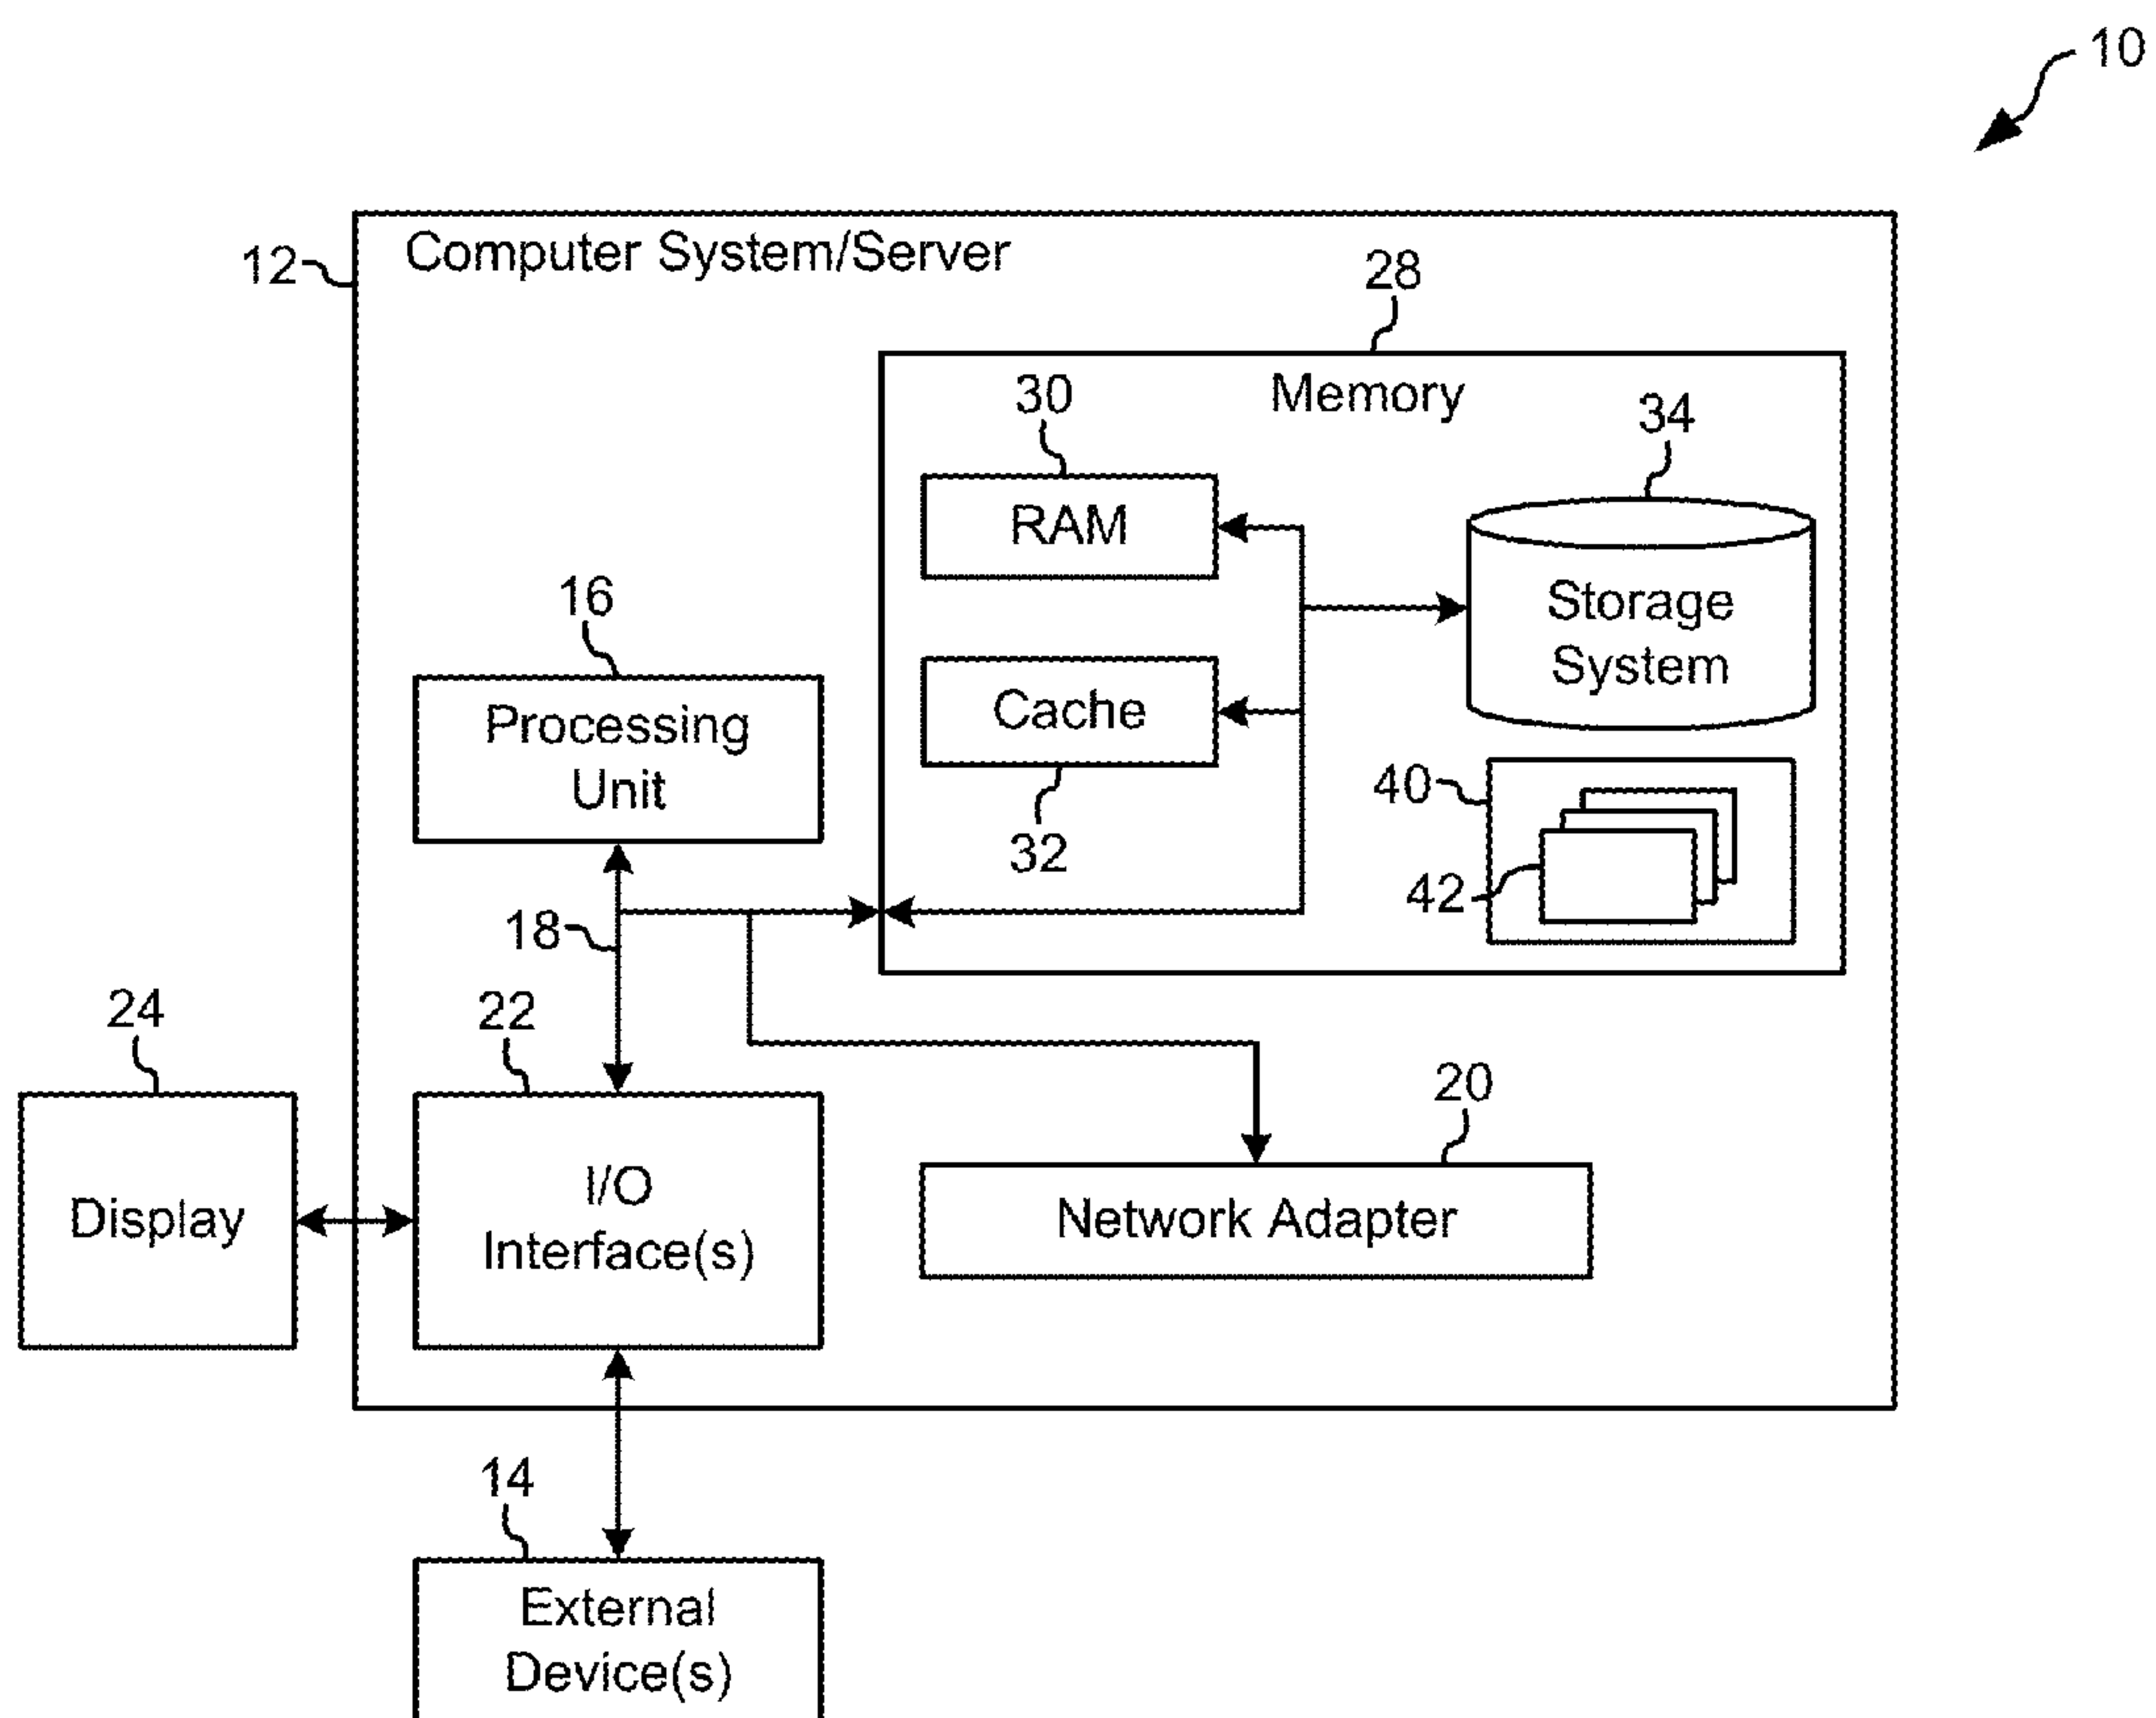 10
12
Computer System/Server
28
Memory
30
34
RAM
Storage
System
16
Processing
Unit
Cache
32
40
42
18
24
22
20
Display
I/O
Interface(s)
Network Adapter
14
External
Device(s)